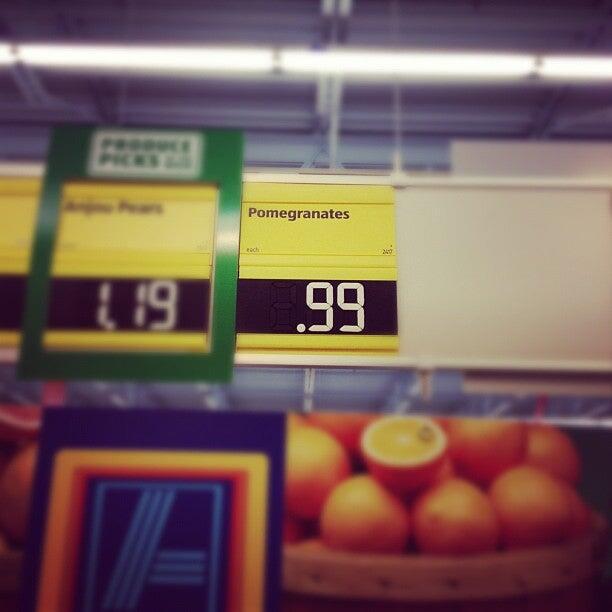 PRODUCE
PICKS
Anjou Pears
1.19
Pomegranates
each
.99